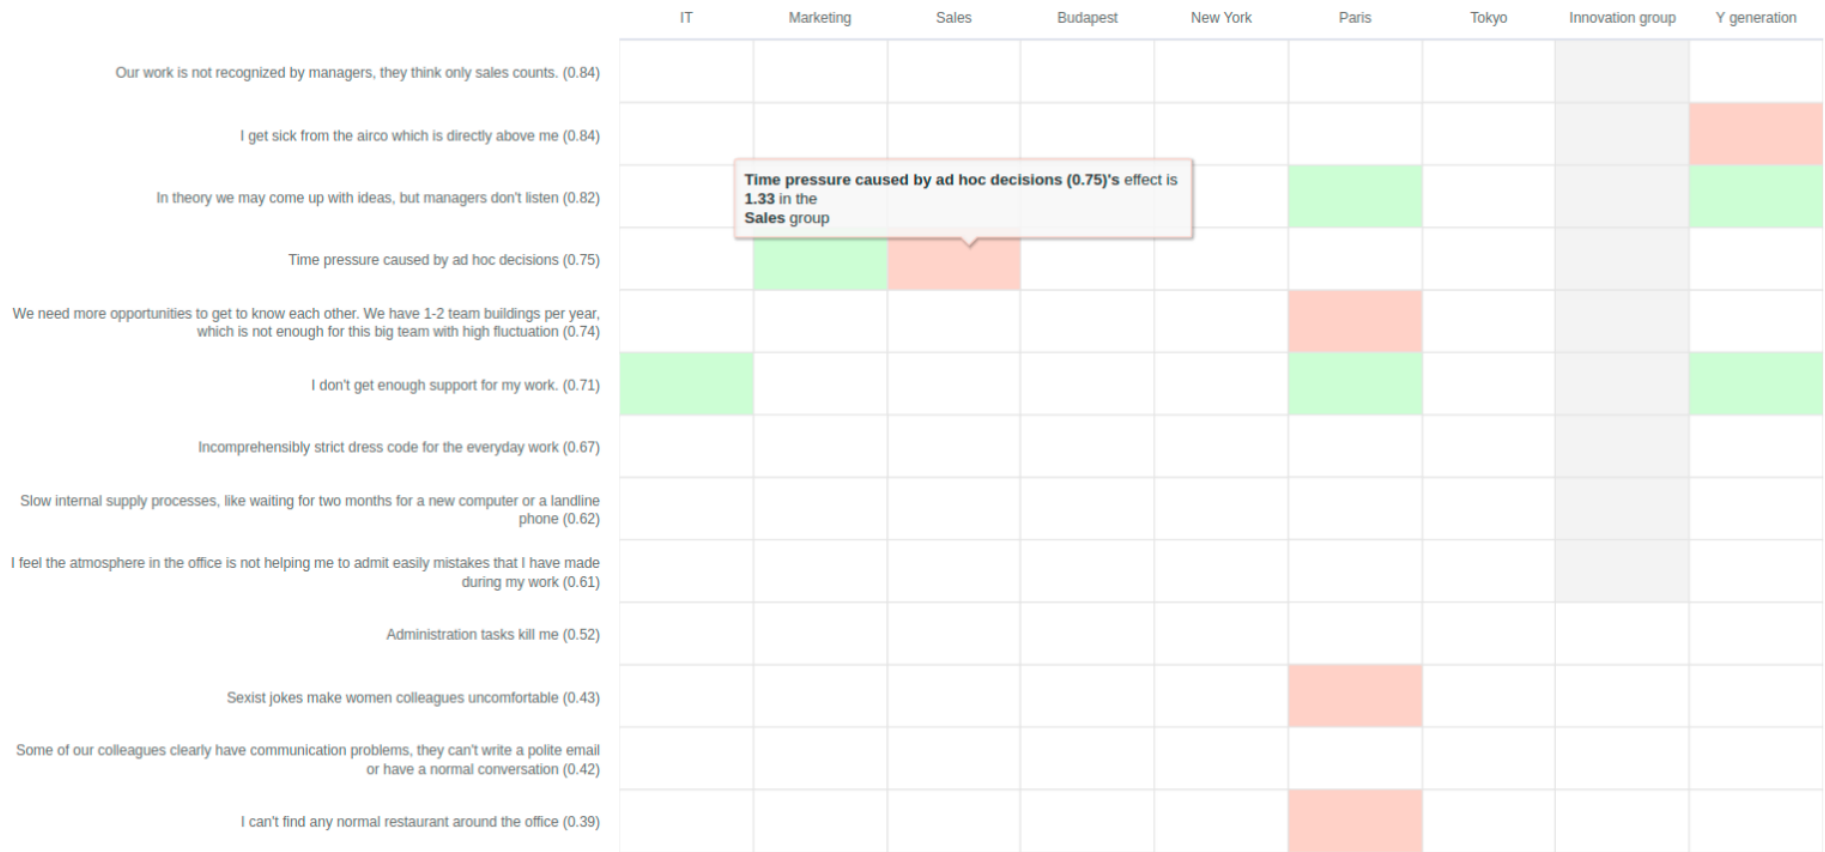 IT Marketing Sales Budapest New York Paris Tokyo Innovation group Y generation
Our work is not recognized by managers, they think only sales counts. (0.84)
I get sick from the airco which is directly above me (0.84)
In theory we may come up with ideas, but managers don't listen (0.82)
Time pressure caused by ad hoc decisions (0.75)'s effect is
1.33 in the
Sales group
Time pressure caused by ad hoc decisions (0.75)
We need more opportunities to get to know each other. We have 1-2 team buildings per year,
which is not enough for this big team with high fluctuation (0.74)
I don't get enough support for my work. (0.71)
Incomprehensibly strict dress code for the everyday work (0.67)
Slow internal supply processes, like waiting for two months for a new computer or a landline
phone (0.62)
I feel the atmosphere in the office is not helping me to admit easily mistakes that I have made
during my work (0.61)
Administration tasks kill me (0.52)
Sexist jokes make women colleagues uncomfortable (0.43)
Some of our colleagues clearly have communication problems, they can't write a polite email
or have a normal conversation (0.42)
I can't find any normal restaurant around the office (0.39)